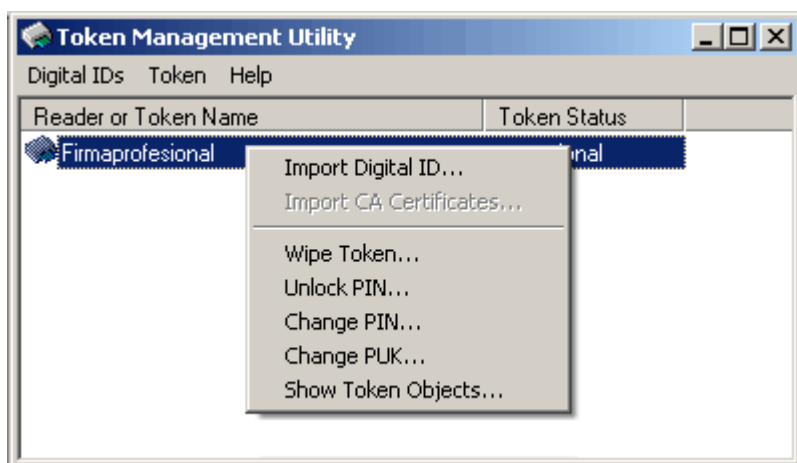 Token Management Utility
Digital IDs Token Help
Reader or Token Name Token Status
Firmaprofesional
Import Digital ID...
Import CA Certificates...
Wipe Token...
Unlock PIN...
Change PIN...
Change PUK...
Show Token Objects...